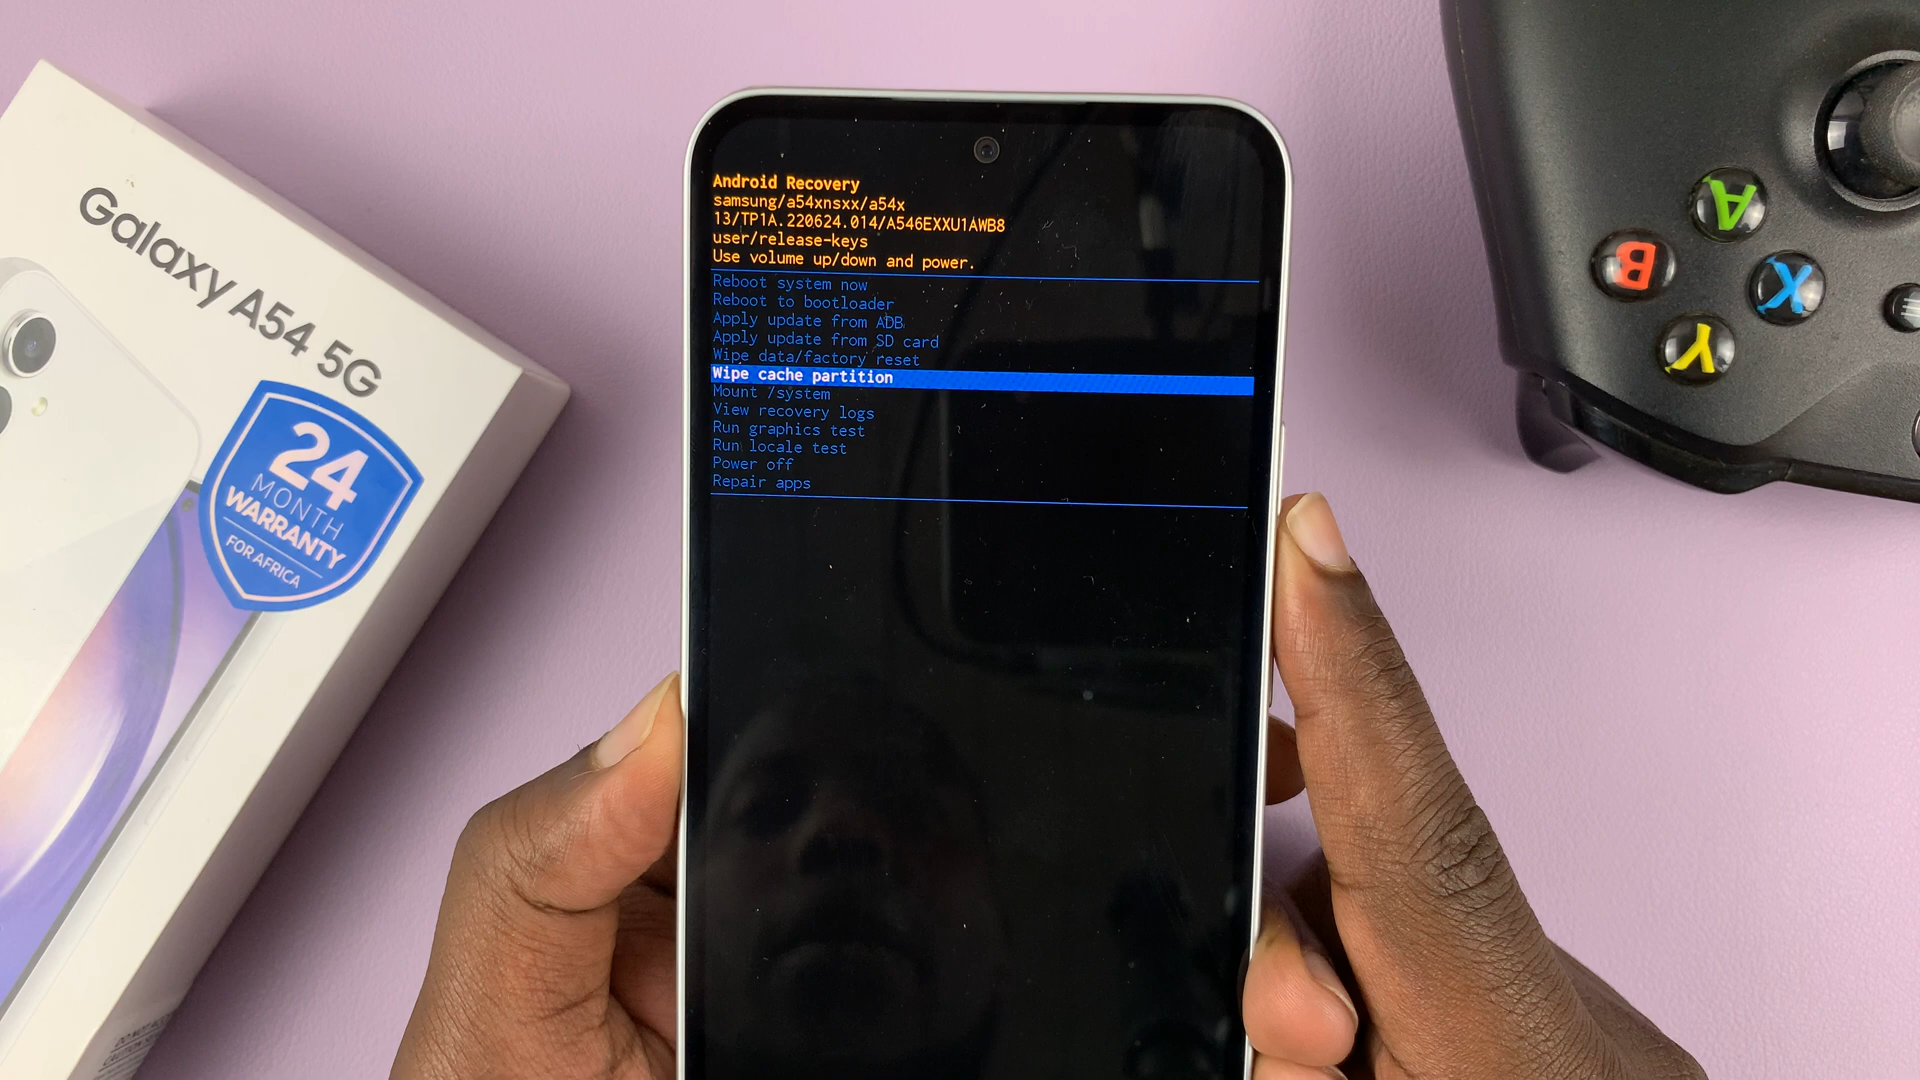 Galaxy A54 5G
24
MONTH
WARRANTY
FOR AFRICA
Android Recovery
samsung/a54xnsxx/a54x
13/TP1A.220624.014/A546EXXU1AWB8
user/release-keys
Use volume up/down and power.
Reboot system now
Reboot to bootloader
Apply update from ADB
Apply update from SD card
Wipe data/factory reset
Wipe cache partition
Mount /system
View recovery logs
Run graphics test
Run locale test
Power off
Repair apps
A
B
X
Y